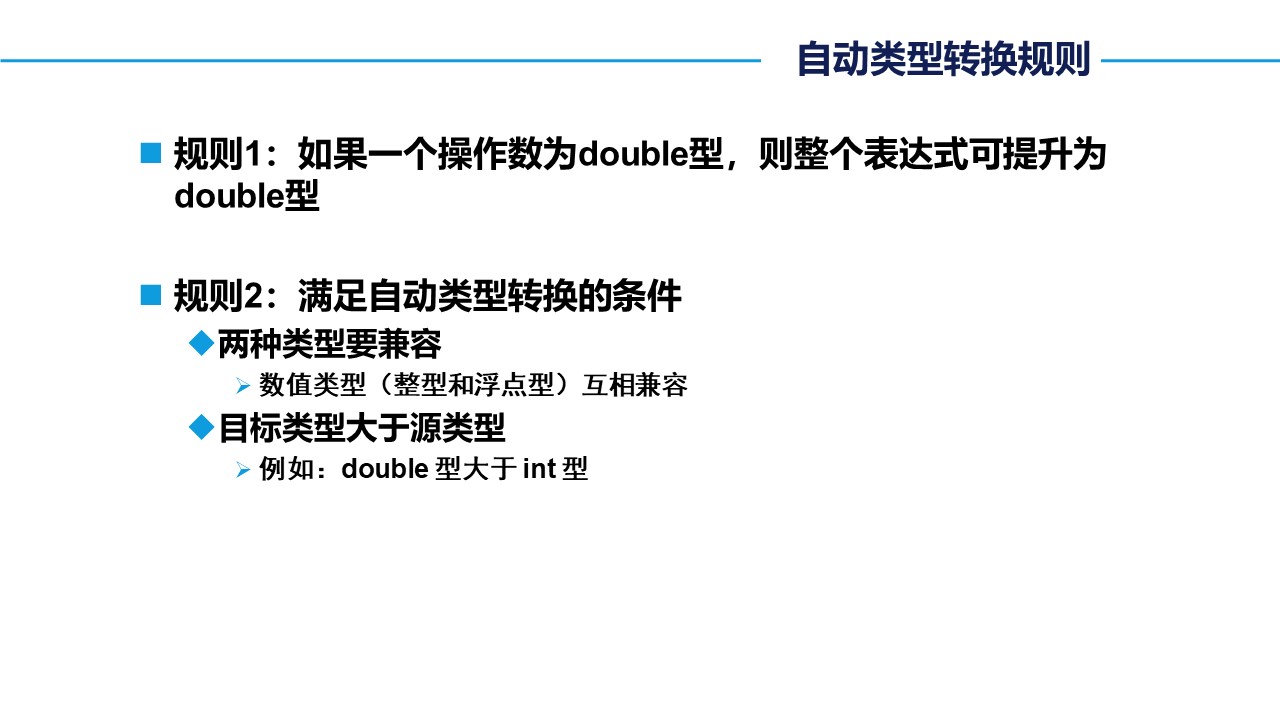 自动类型转换规则
规则1：如果一个操作数为double型，则整个表达式可提升为
double型
规则2：满足自动类型转换的条件
两种类型要兼容
数值类型（整型和浮点型）互相兼容
目标类型大于源类型
例如：double 型大于 int 型